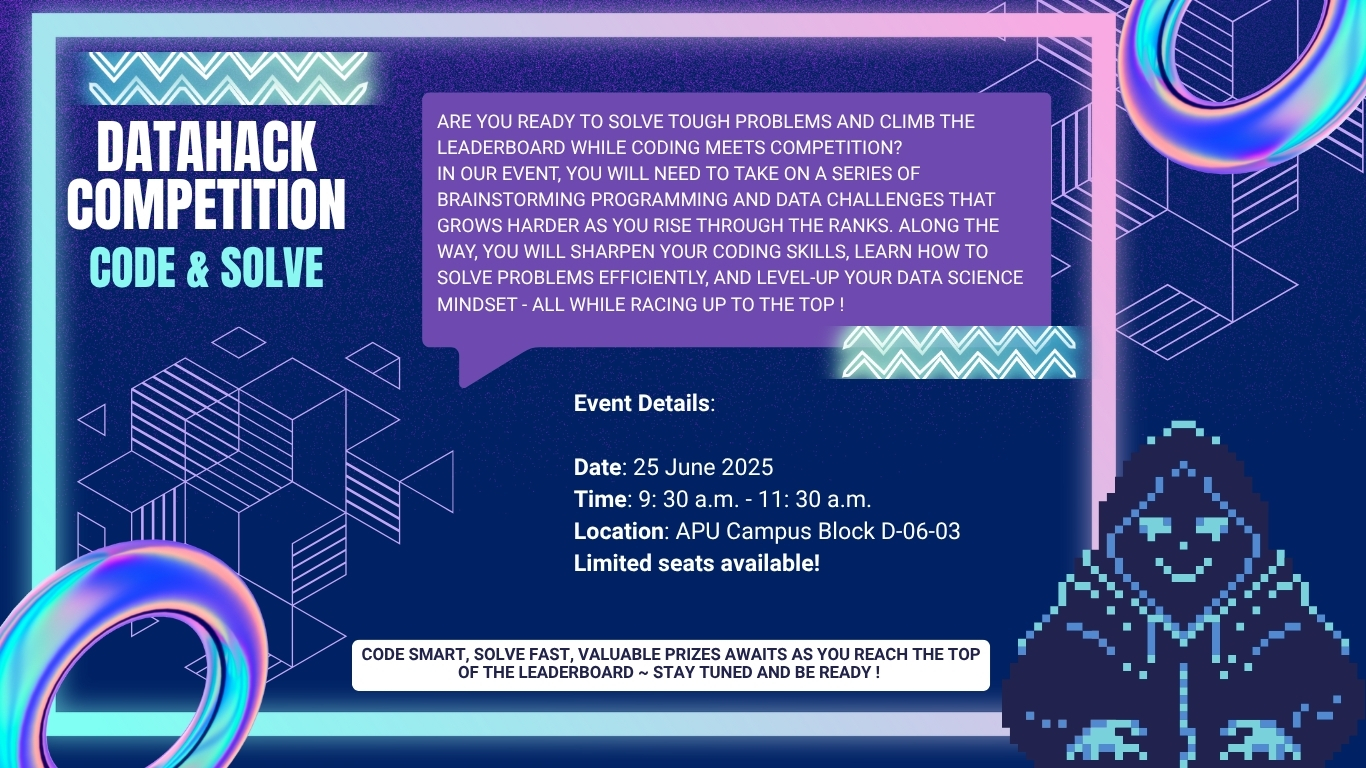 DATAHACK
COMPETITION
CODE & SOLVE
ARE YOU READY TO SOLVE TOUGH PROBLEMS AND CLIMB THE
LEADERBOARD WHILE CODING MEETS COMPETITION?
IN OUR EVENT, YOU WILL NEED TO TAKE ON A SERIES OF
BRAINSTORMING PROGRAMMING AND DATA CHALLENGES THAT
GROWS HARDER AS YOU RISE THROUGH THE RANKS. ALONG THE
WAY, YOU WILL SHARPEN YOUR CODING SKILLS, LEARN HOW TO
SOLVE PROBLEMS EFFICIENTLY, AND LEVEL-UP YOUR DATA SCIENCE
MINDSET - ALL WHILE RACING UP TO THE TOP !
Event Details:
Date: 25 June 2025
Time: 9: 30 a.m. - 11: 30 a.m.
Location: APU Campus Block D-06-03
Limited seats available!
CODE SMART, SOLVE FAST, VALUABLE PRIZES AWAITS AS YOU REACH THE TOP
OF THE LEADERBOARD ~ STAY TUNED AND BE READY !